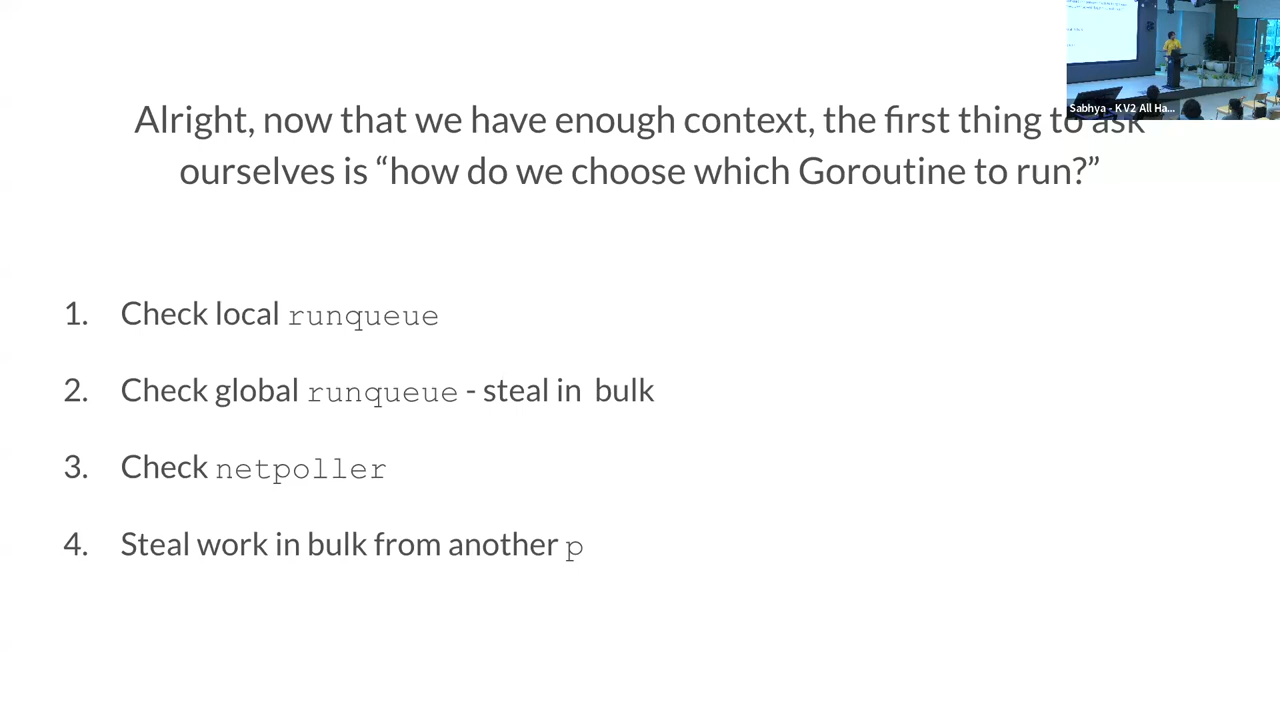 Alright, now that we have enough context, the first thing to ask
ourselves is “how do we choose which Goroutine to run?”
Sabhya - KV2 All Ha...
1. Check local runqueue
2. Check global runqueue - steal in bulk
3. Check netpoller
4. Steal work in bulk from another p